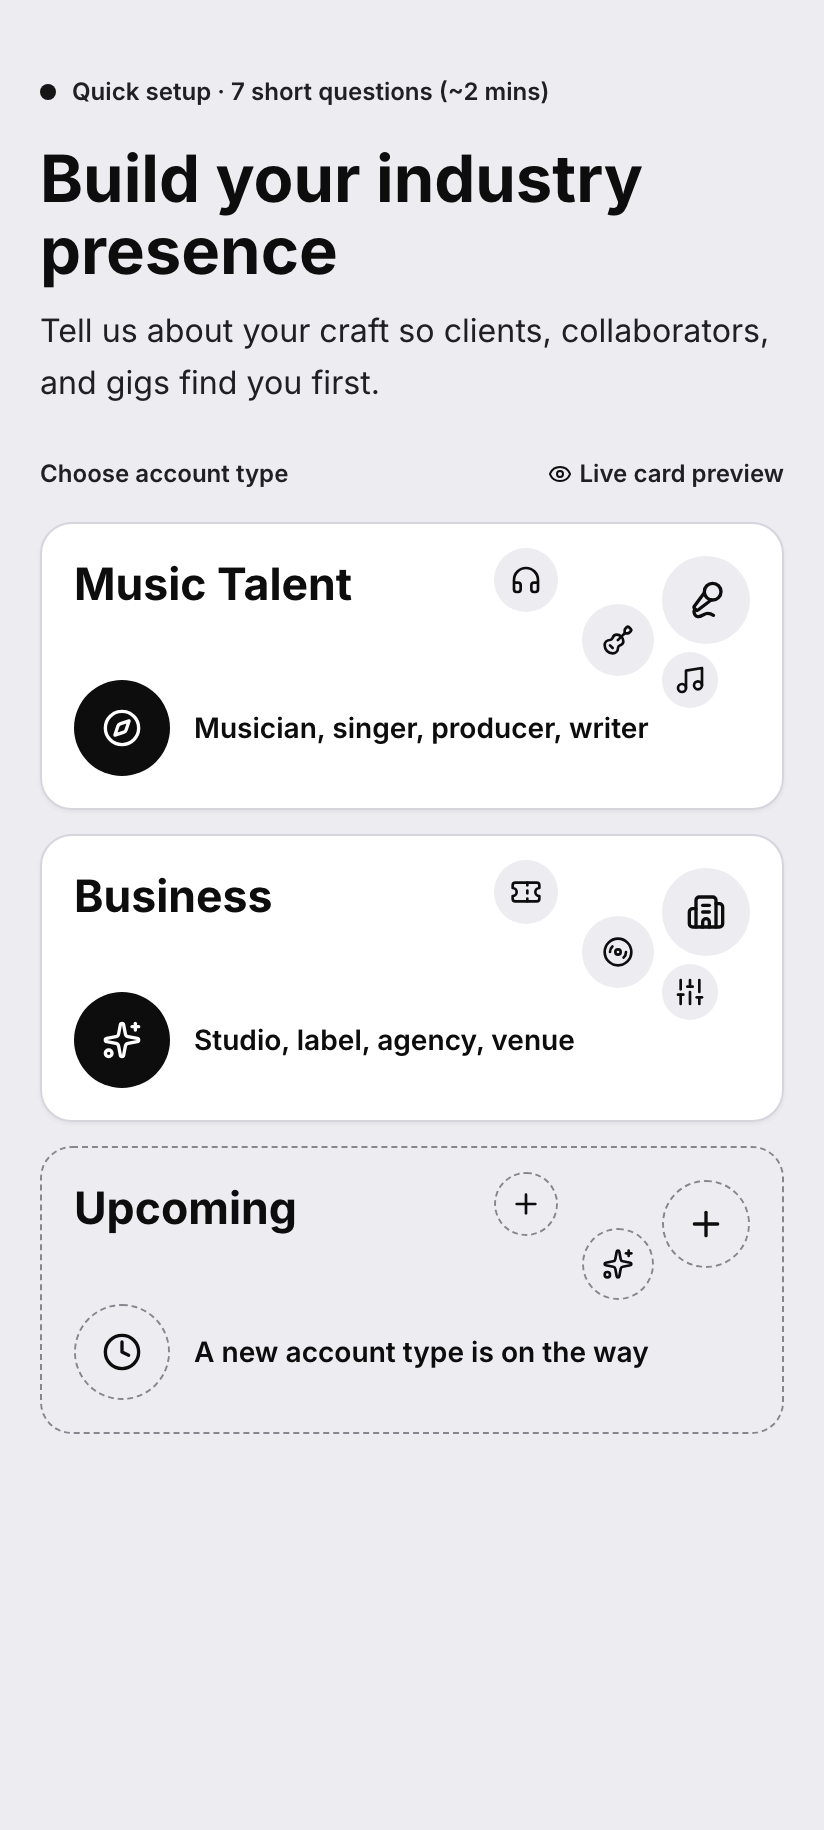 Quick setup · 7 short questions (~2 mins)
Build your industry
presence
Tell us about your craft so clients, collaborators,
and gigs find you first.
Choose account type
Live card preview
Music Talent
Musician, singer, producer, writer
Business
Studio, label, agency, venue
Upcoming
A new account type is on the way